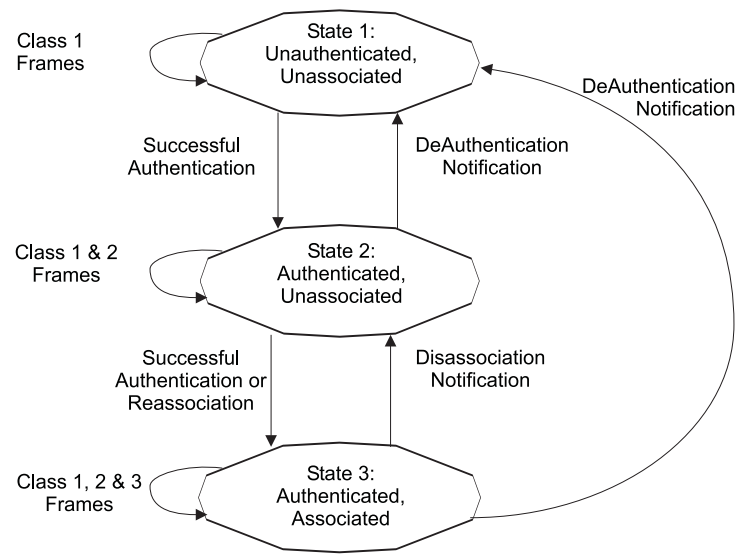 Class 1
Frames
State 1:
Unauthenticated,
Unassociated
DeAuthentication
Notification
Successful
Authentication
DeAuthentication
Notification
Class 1 & 2
Frames
State 2:
Authenticated,
Unassociated
Successful
Authentication or
Reassociation
Disassociation
Notification
Class 1, 2 & 3
Frames
State 3:
Authenticated,
Associated